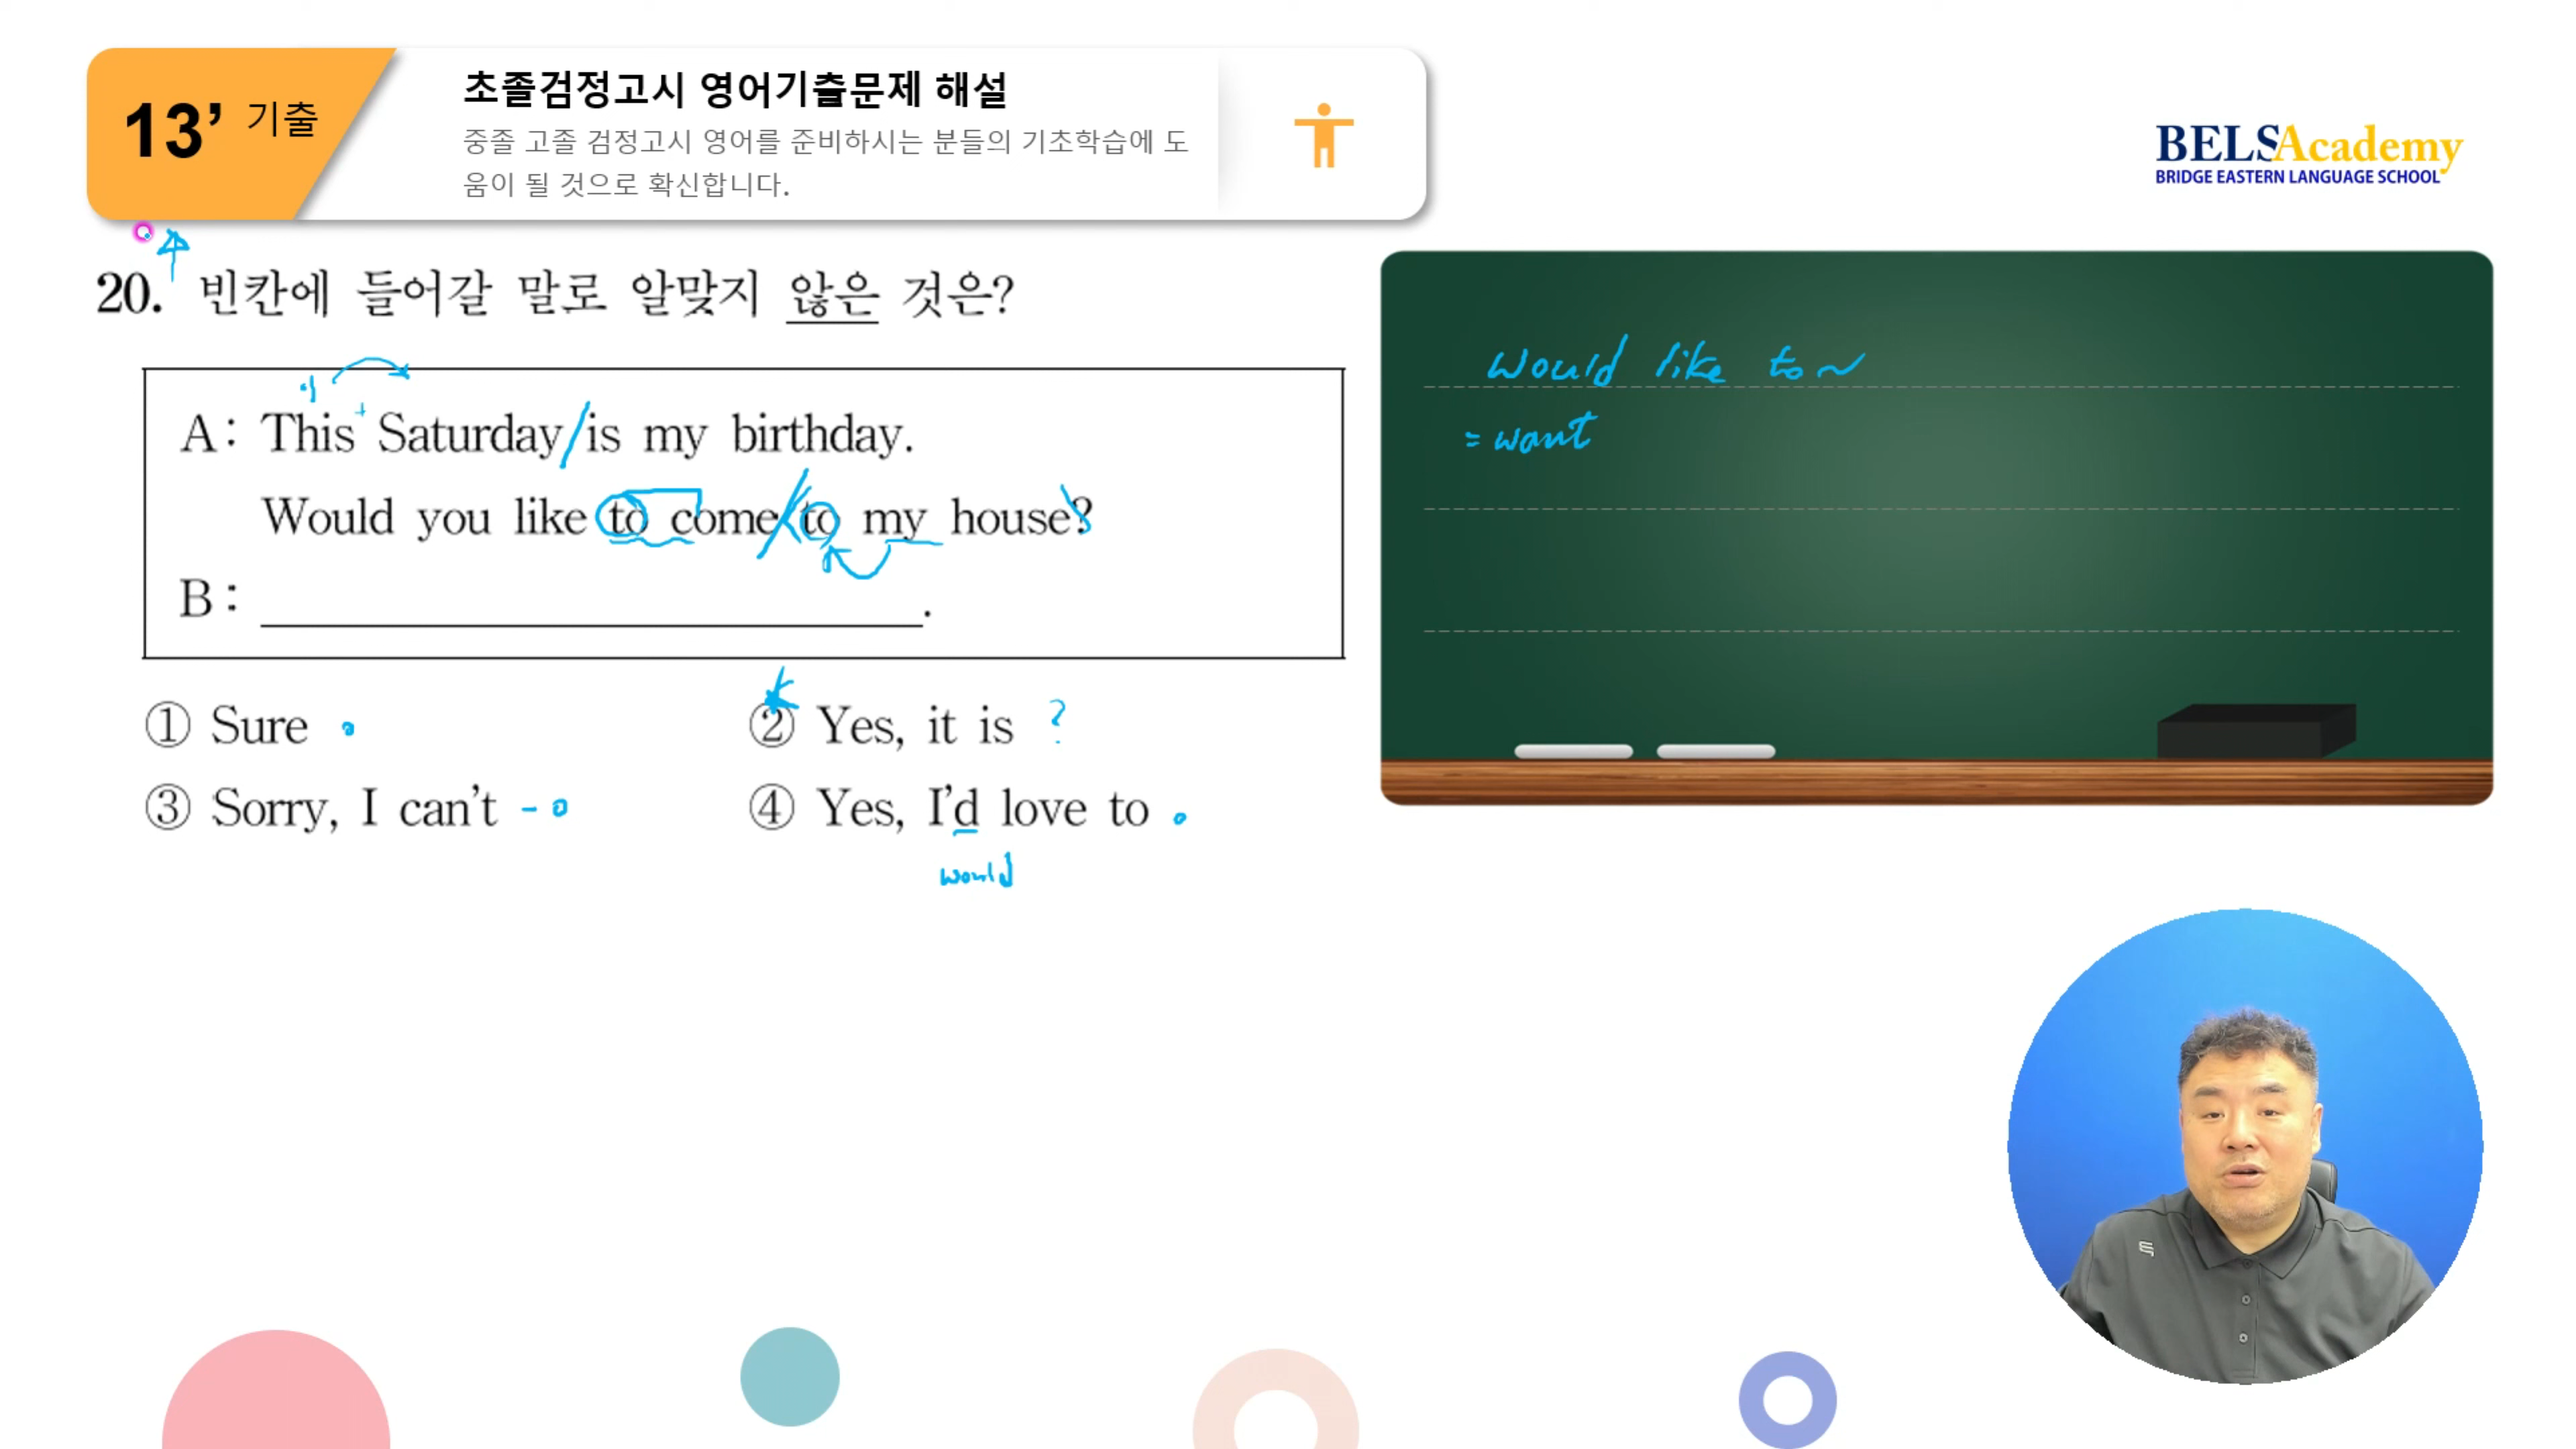 13’ 기출
초졸검정고시 영어기출문제 해설
중졸 고졸 검정고시 영어를 준비하시는 분들의 기초학습에 도
움이 될 것으로 확신합니다.
BELSAcademy
BRIDGE EASTERN LANGUAGE SCHOOL
20. 빈칸에 들어갈 말로 알맞지 않은 것은?
A: This Saturday is my birthday.
Would you like to come to my house?
B: .
① Sure
② Yes, it is ?
③ Sorry, I can't
④ Yes, I'd love to
would
Would like to~
= want